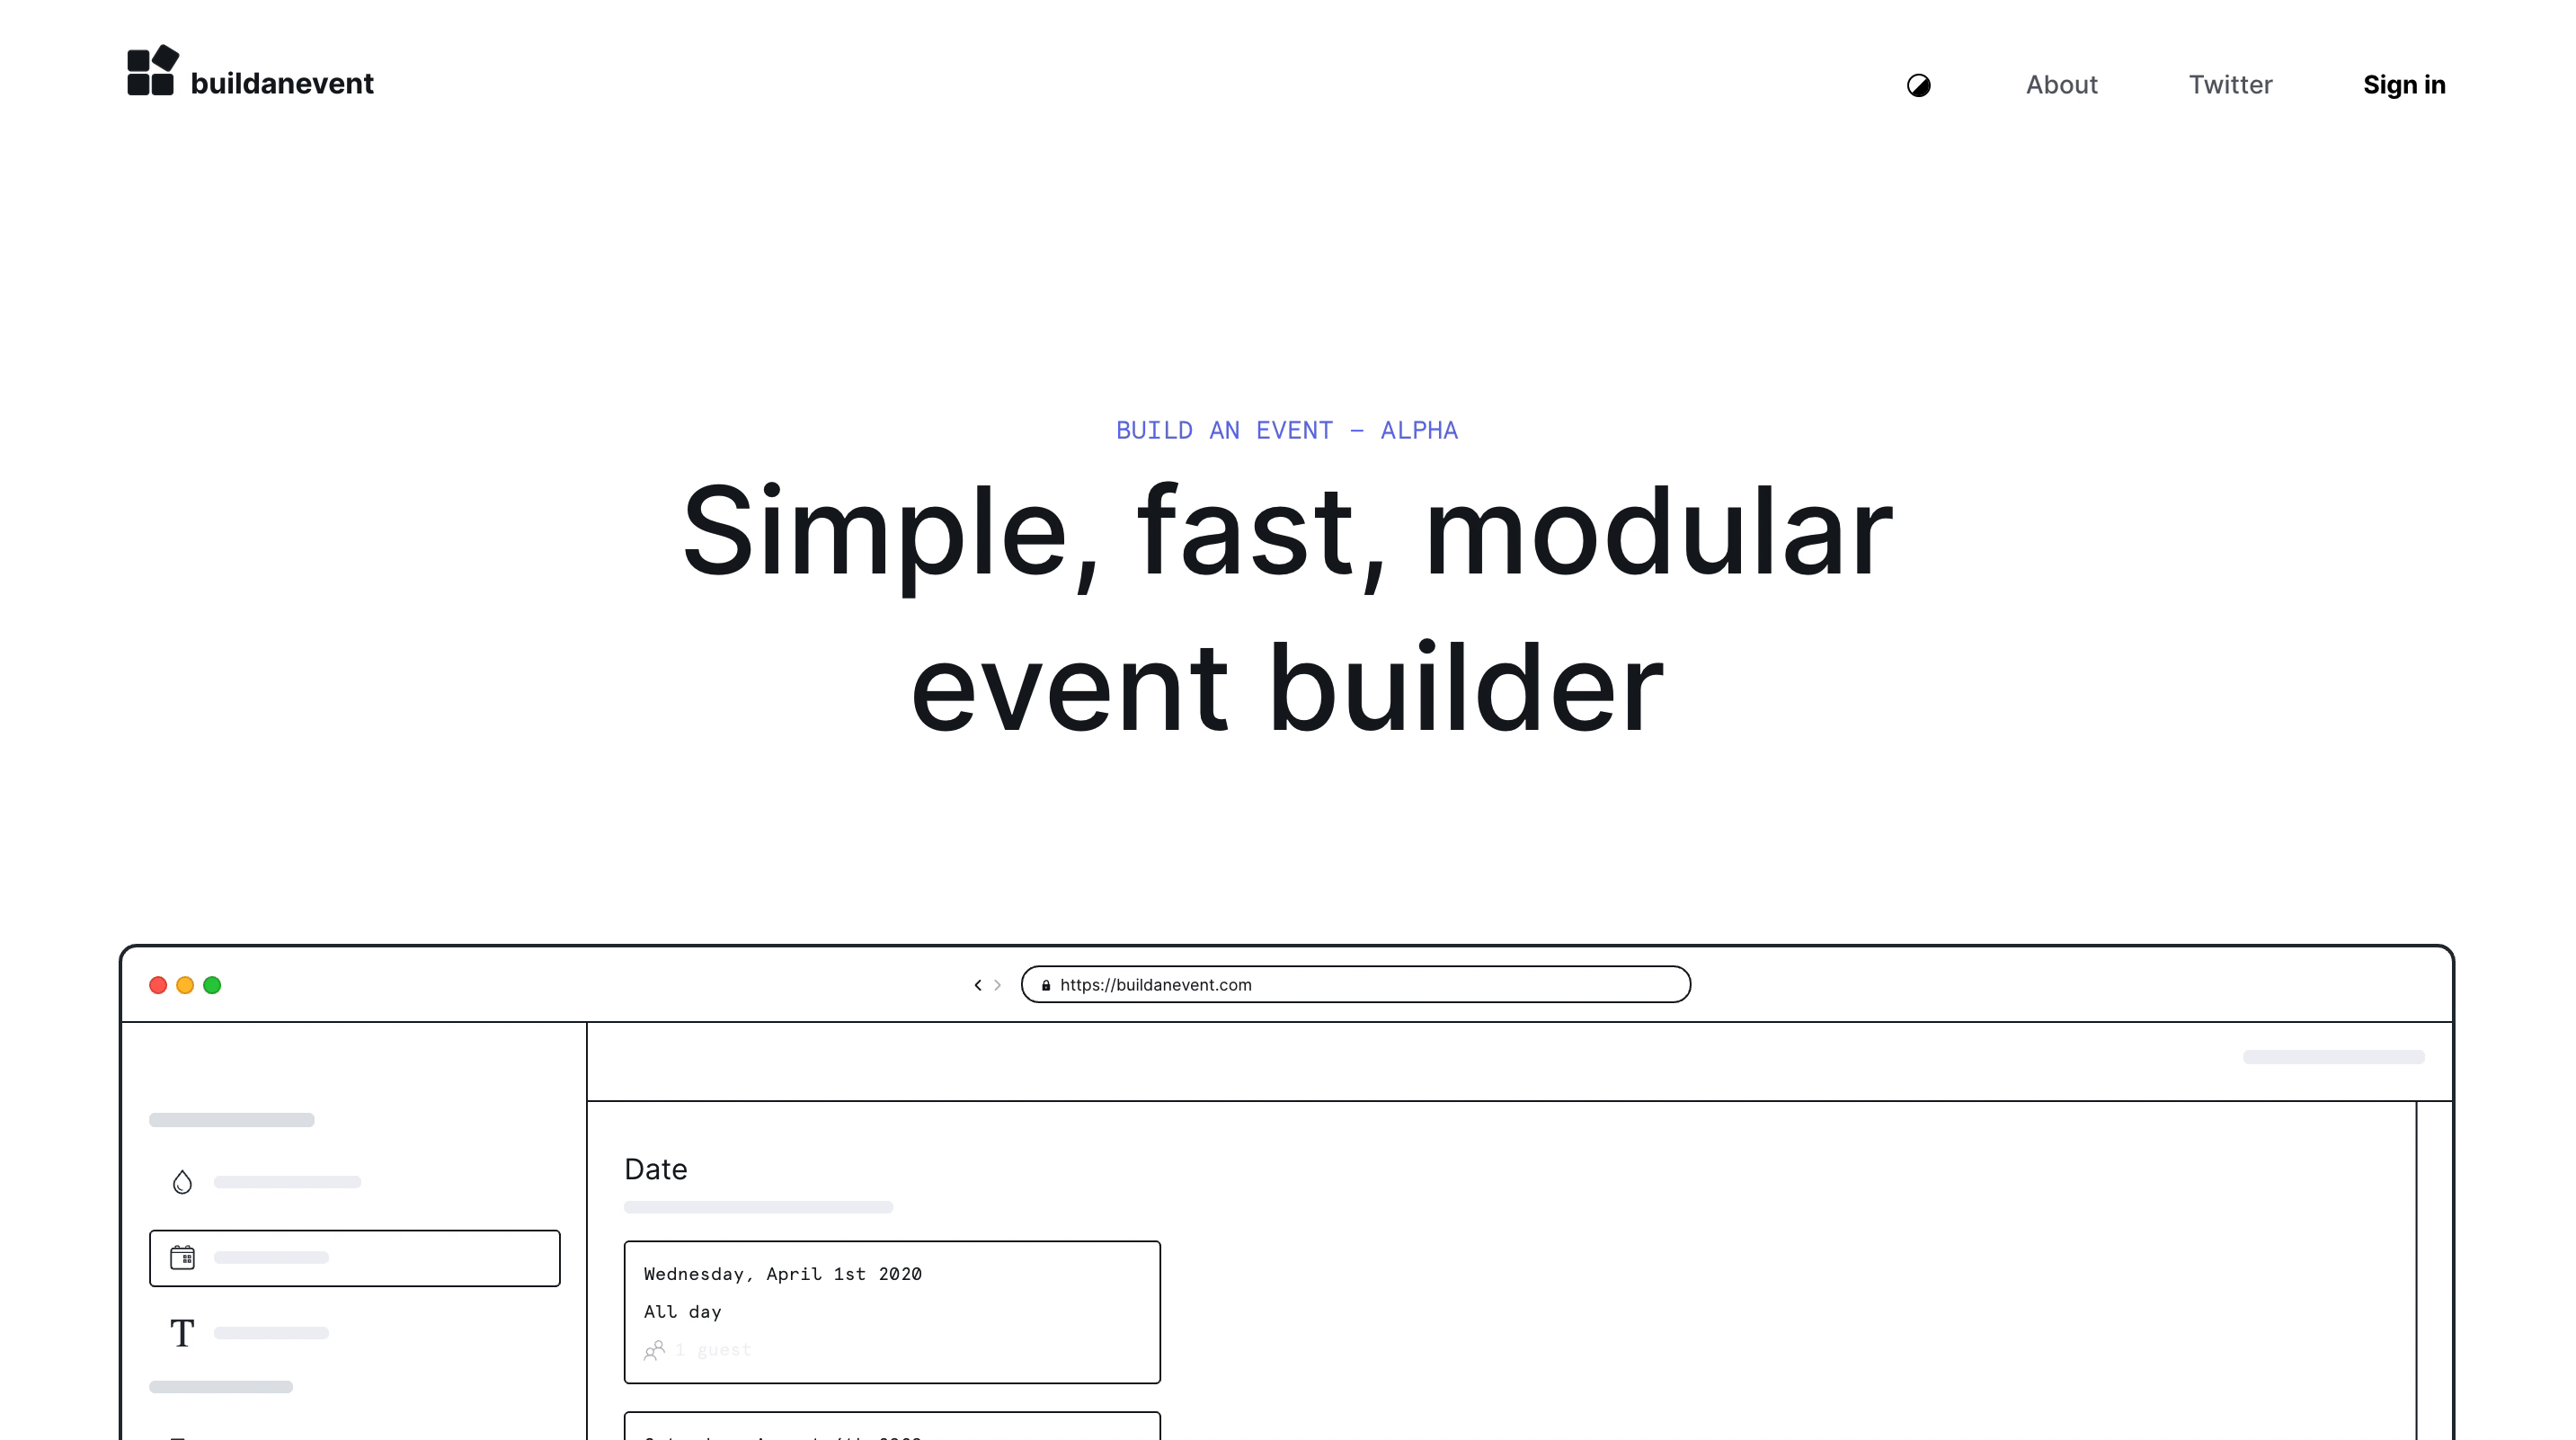 buildanevent
About
Twitter
Sign in
BUILD AN EVENT – ALPHA
Simple, fast, modular
event builder
https://buildanevent.com
Date
Wednesday, April 1st 2020
All day
1 guest